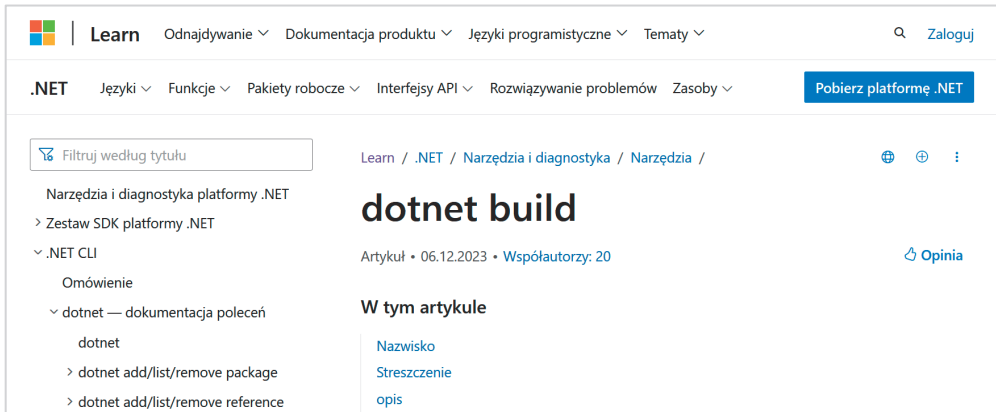 Learn Odnajdywanie Dokumentacja produktu Języki programistyczne Tematy Zaloguj
.NET Języki Funkcje Pakiety robocze Interfejsy API Rozwiązywanie problemów Zasoby Pobierz platformę .NET
Filtruj według tytułu
Narzędzia i diagnostyka platformy .NET
Zestaw SDK platformy .NET
.NET CLI
Omówienie
dotnet — dokumentacja poleceń
dotnet
dotnet add/list/remove package
dotnet add/list/remove reference
Learn / .NET / Narzędzia i diagnostyka / Narzędzia /
dotnet build
Artykuł • 06.12.2023 • Współautorzy: 20 Opinia
W tym artykule
Nazwisko
Streszczenie
opis